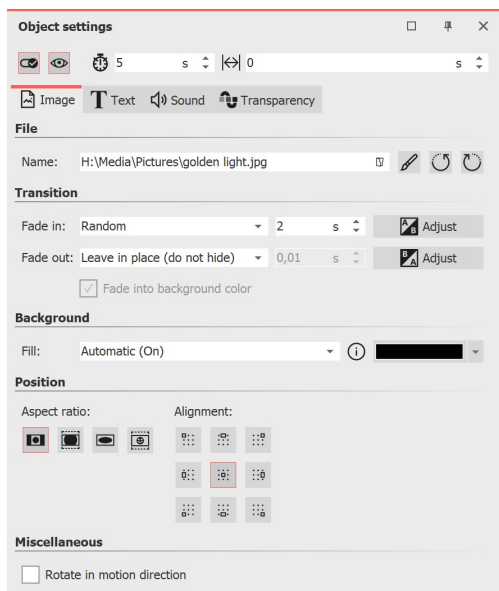 Object settings
5 s 0 s
Image Text Sound Transparency
File
Name: H:\Media\Pictures\golden light.jpg
Transition
Fade in: Random 2 s A B Adjust
Fade out: Leave in place (do not hide) 0,01 s B A Adjust
Fade into background color
Background
Fill: Automatic (On)
Position
Aspect ratio: Alignment:
Miscellaneous
Rotate in motion direction